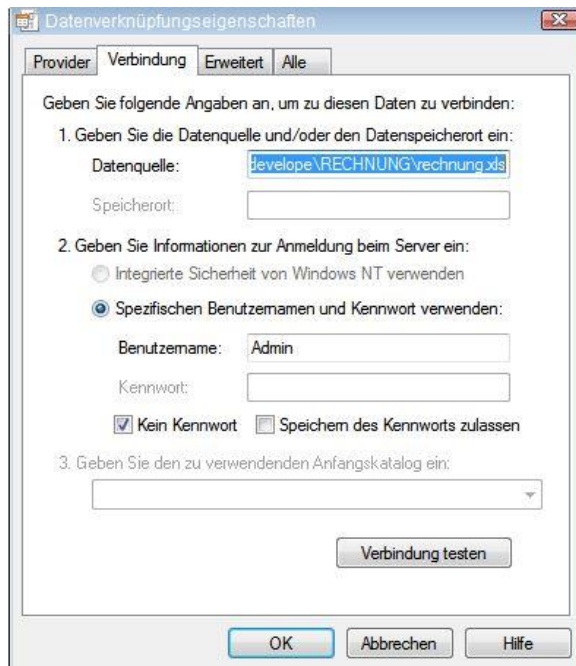 Datenverknüpfungseigenschaften
Provider Verbindung Erweitert Alle
Geben Sie folgende Angaben an, um zu diesen Daten zu verbinden:
1. Geben Sie die Datenquelle und/oder den Datenspeicherort ein:
Datenquelle: develope\RECHNUNG\rechnung.xls
Speicherort:
2. Geben Sie Informationen zur Anmeldung beim Server ein:
Integrierte Sicherheit von Windows NT verwenden
Spezifischen Benutzernamen und Kennwort verwenden:
Benutzername: Admin
Kennwort:
Kein Kennwort Speichern des Kennworts zulassen
3. Geben Sie den zu verwendenden Anfangskatalog ein:
Verbindung testen
OK Abbrechen Hilfe